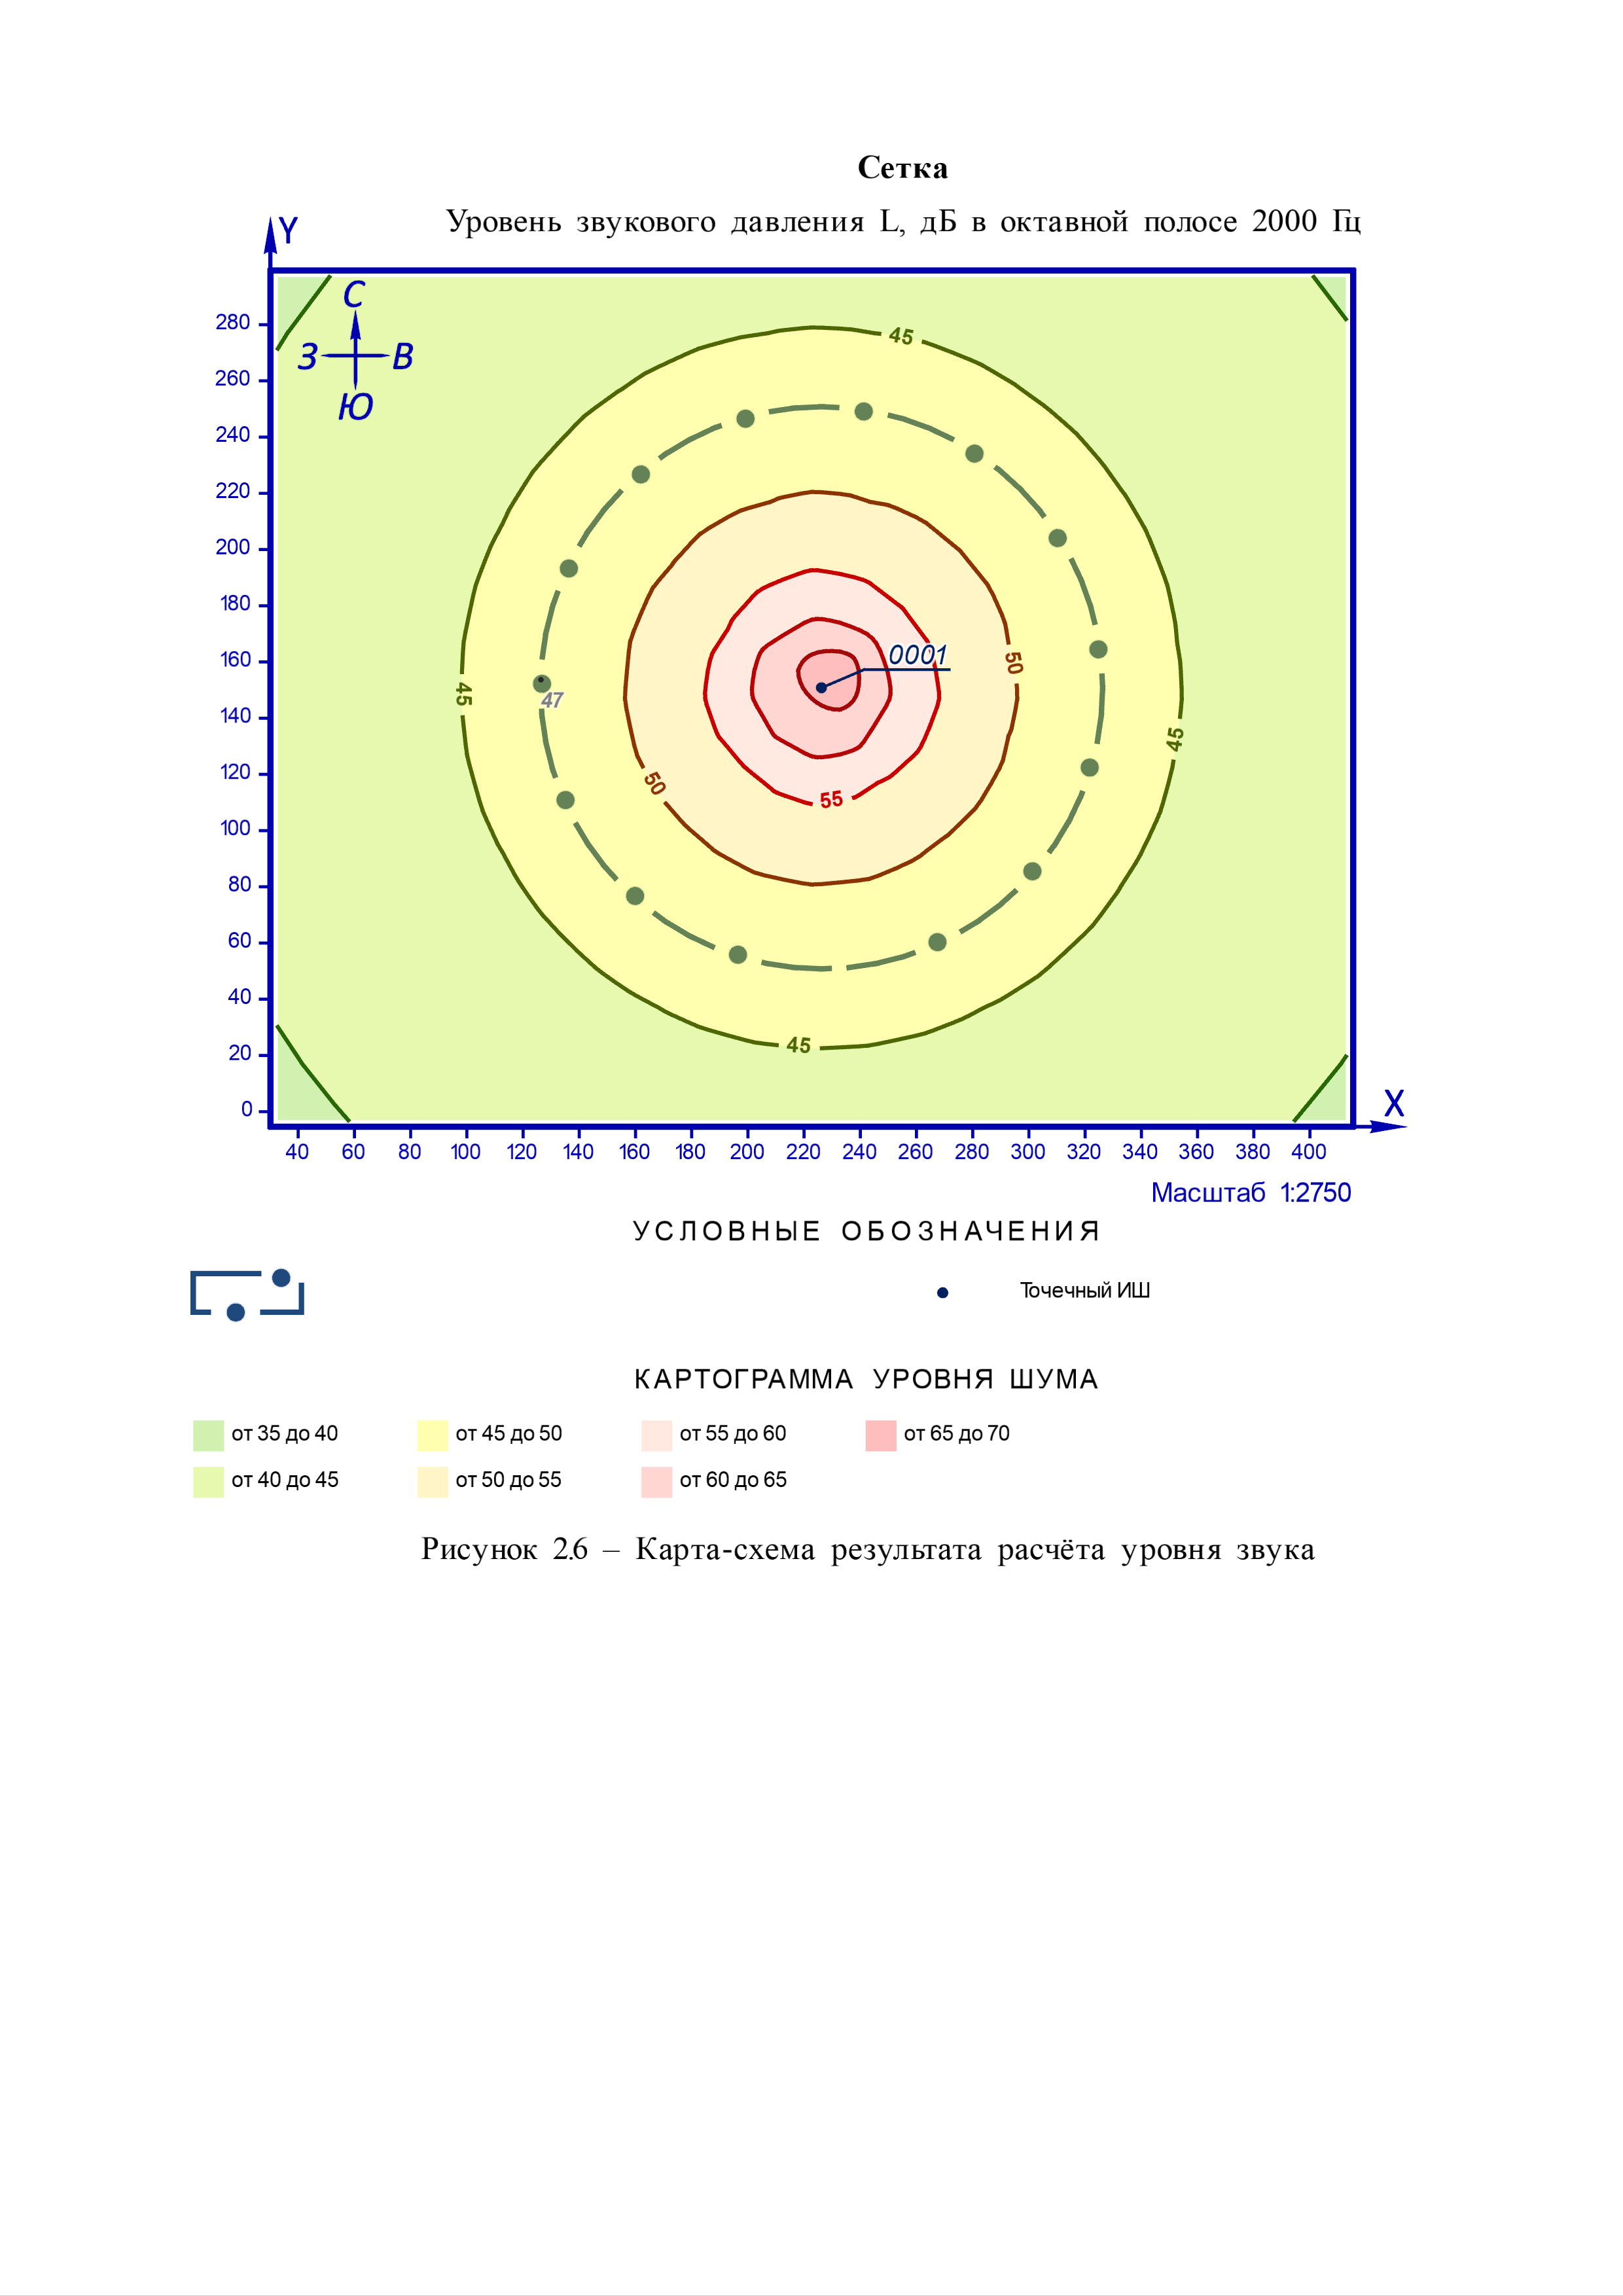 Сетка
Уровень звукового давления L, дБ в октавной полосе 2000 Гц
Y
С
З В
Ю
280
260
240
220
200
180
160
140
120
100
80
60
40
20
0
45
45
45
45
50
50
55
47
0001
X
40 60 80 100 120 140 160 180 200 220 240 260 280 300 320 340 360 380 400
Масштаб 1:2750
УСЛОВНЫЕ ОБОЗНАЧЕНИЯ
Точечный ИШ
КАРТОГРАММА УРОВНЯ ШУМА
от 35 до 40 от 45 до 50 от 55 до 60 от 65 до 70
от 40 до 45 от 50 до 55 от 60 до 65
Рисунок 2.6 – Карта-схема результата расчёта уровня звука